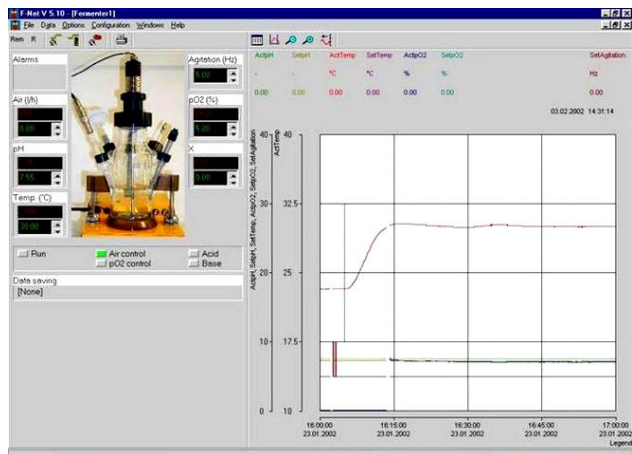 F-Net V 5.10 - [Fermenter1]
File Data Options Configuration Windows Help
Rem R
Alarms
Agitation (Hz)
5.00
Air (l/h)
0.00
pO2 (%)
5.00
pH
7.55
X
0.00
Temp. (°C)
30.00
Run
Air control
Acid
pO2 control
Base
Data saving
[None]
ActpH SetpH ActTemp SetTemp ActpO2 SetpO2 SetAgitation
- - °C °C % % Hz
0.00 0.00 0.00 0.00 0.00 0.00 0.00
03.02.2002 14:31:14
ActpH, SetpH, SetTemp, ActpO2, SetpO2, SetAgitation
ActTemp
40 40
30 32.5
20 25
10 17.5
0 10
16:00:00 16:15:00 16:30:00 16:45:00 17:00:00
23.01.2002 23.01.2002 23.01.2002 23.01.2002 23.01.2002
Legend